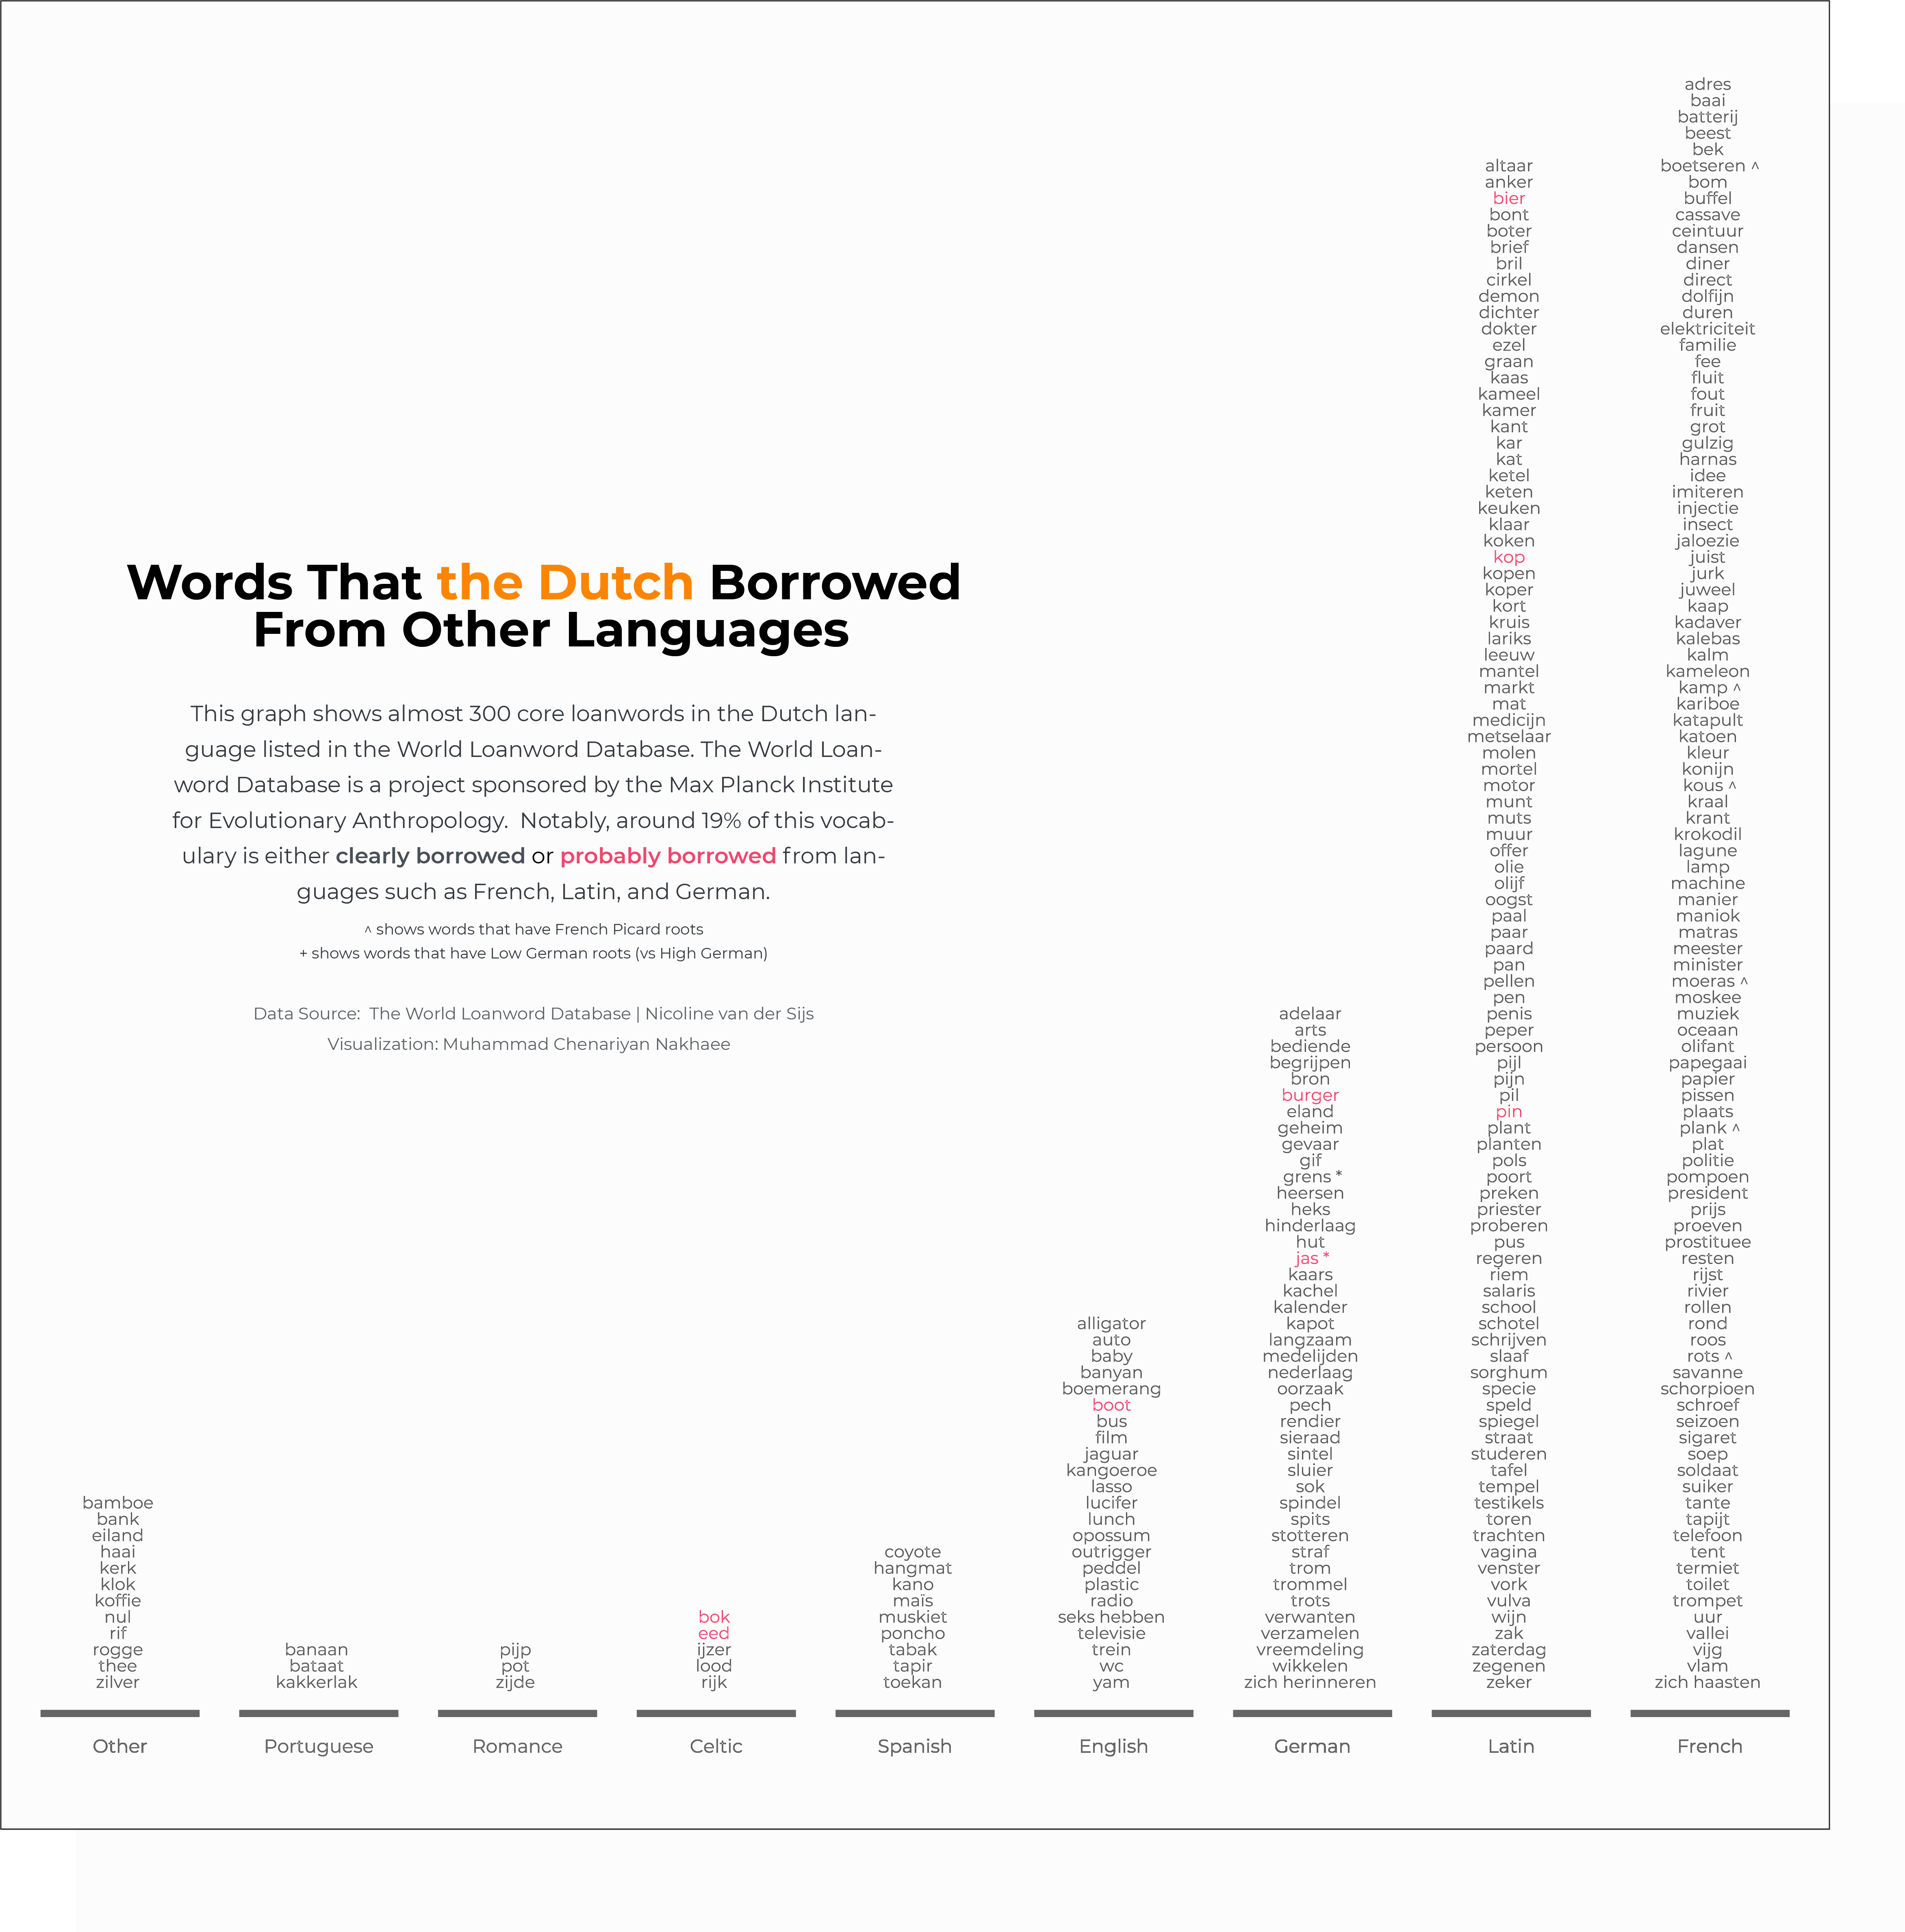 Words That the Dutch Borrowed
From Other Languages
This graph shows almost 300 core loanwords in the Dutch lan-
guage listed in the World Loanword Database. The World Loan-
word Database is a project sponsored by the Max Planck Institute
for Evolutionary Anthropology.  Notably, around 19% of this vocab-
ulary is either clearly borrowed or probably borrowed from lan-
guages such as French, Latin, and German.
^ shows words that have French Picard roots
+ shows words that have Low German roots (vs High German)
Data Source:  The World Loanword Database | Nicoline van der Sijs
Visualization: Muhammad Chenariyan Nakhaee
bamboe
bank
eiland
haai
kerk
klok
koffie
nul
rif
rogge
thee
zilver
Other
banaan
bataat
kakkerlak
Portuguese
pijp
pot
zijde
Romance
bok
eed
ijzer
lood
rijk
Celtic
coyote
hangmat
kano
maïs
muskiet
poncho
tabak
tapir
toekan
Spanish
alligator
auto
baby
banyan
boemerang
boot
bus
film
jaguar
kangoeroe
lasso
lucifer
lunch
opossum
outrigger
peddel
plastic
radio
seks hebben
televisie
trein
wc
yam
English
adelaar
arts
bediende
begrijpen
bron
burger
eland
geheim
gevaar
gif
grens *
heersen
heks
hinderlaag
hut
jas *
kaars
kachel
kalender
kapot
langzaam
medelijden
nederlaag
oorzaak
pech
rendier
sieraad
sintel
sluier
sok
spindel
spits
stotteren
straf
trom
trommel
trots
verwanten
verzamelen
vreemdeling
wikkelen
zich herinneren
German
altaar
anker
bier
bont
boter
brief
bril
cirkel
demon
dichter
dokter
ezel
graan
kaas
kameel
kamer
kant
kar
kat
ketel
keten
keuken
klaar
koken
kop
kopen
koper
kort
kruis
lariks
leeuw
mantel
markt
mat
medicijn
metselaar
molen
mortel
motor
munt
muts
muur
offer
olie
olijf
oogst
paal
paar
paard
pan
pellen
pen
penis
peper
persoon
pijl
pijn
pil
pin
plant
planten
pols
poort
preken
priester
proberen
pus
regeren
riem
salaris
school
schotel
schrijven
slaaf
sorghum
specie
speld
spiegel
straat
studeren
tafel
tempel
testikels
toren
trachten
vagina
venster
vork
vulva
wijn
zak
zaterdag
zegenen
zeker
Latin
adres
baai
batterij
beest
bek
boetseren ^
bom
buffel
cassave
ceintuur
dansen
diner
direct
dolfijn
duren
elektriciteit
familie
fee
fluit
fout
fruit
grot
gulzig
harnas
idee
imiteren
injectie
insect
jaloezie
juist
jurk
juweel
kaap
kadaver
kalebas
kalm
kameleon
kamp ^
kariboe
katapult
katoen
kleur
konijn
kous ^
kraal
krant
krokodil
lagune
lamp
machine
manier
maniok
matras
meester
minister
moeras ^
moskee
muziek
oceaan
olifant
papegaai
papier
pissen
plaats
plank ^
plat
politie
pompoen
president
prijs
proeven
prostituee
resten
rijst
rivier
rollen
rond
roos
rots ^
savanne
schorpioen
schroef
seizoen
sigaret
soep
soldaat
suiker
tante
tapijt
telefoon
tent
termiet
toilet
trompet
uur
vallei
vijg
vlam
zich haasten
French